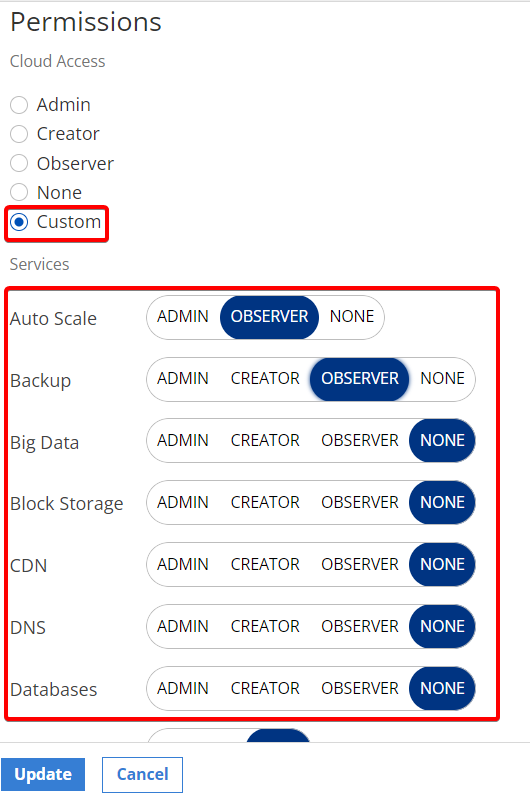 Permissions
Cloud Access
Admin
Creator
Observer
None
Custom
Services
Auto Scale ADMIN OBSERVER NONE
Backup ADMIN CREATOR OBSERVER NONE
Big Data ADMIN CREATOR OBSERVER NONE
Block Storage ADMIN CREATOR OBSERVER NONE
CDN ADMIN CREATOR OBSERVER NONE
DNS ADMIN CREATOR OBSERVER NONE
Databases ADMIN CREATOR OBSERVER NONE
Update Cancel